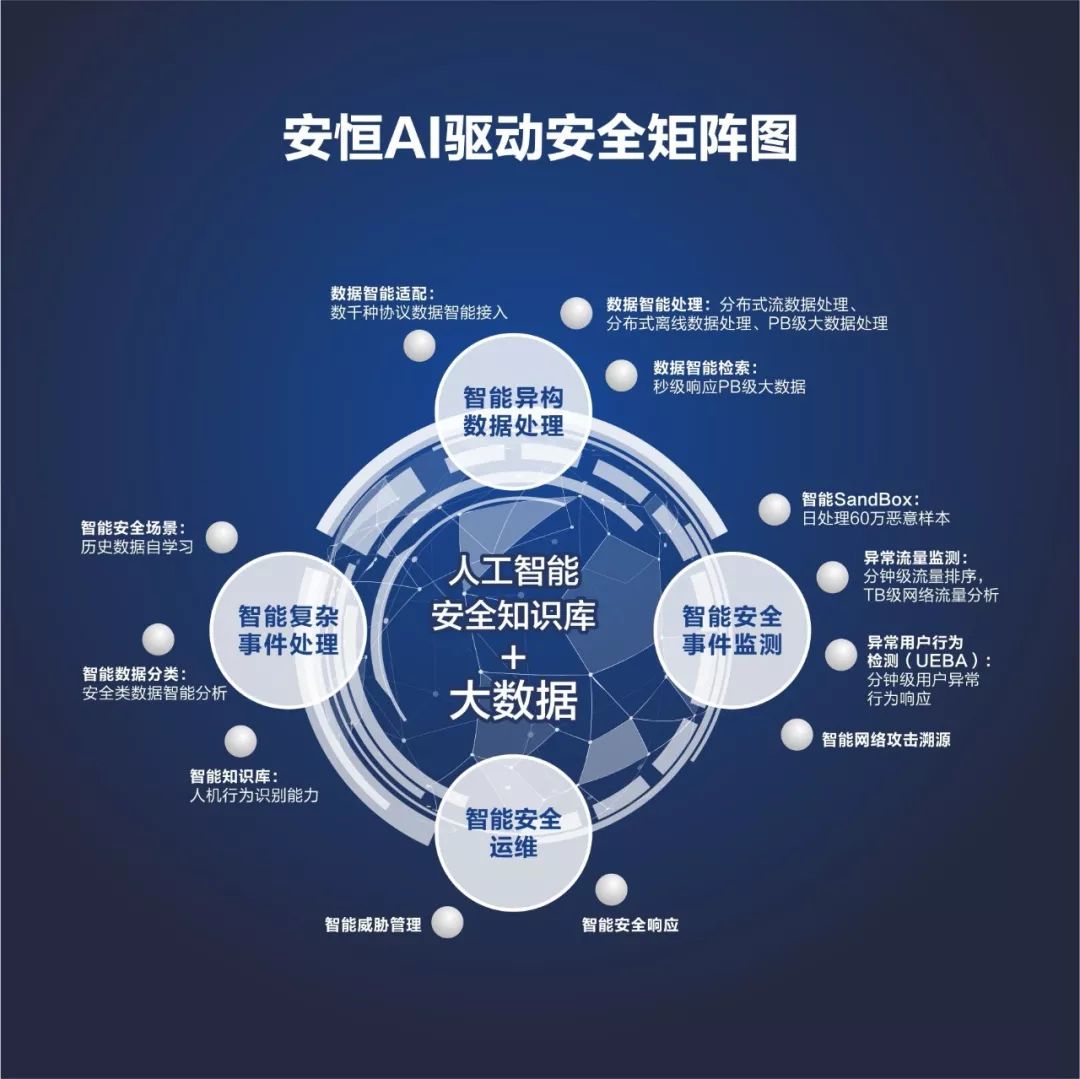 安恒AI驱动安全矩阵图
数据智能适配：
数千种协议数据智能接入
数据智能处理：分布式流数据处理、
分布式离线数据处理、PB级大数据处理
数据智能检索：
秒级响应PB级大数据
智能异构
数据处理
智能SandBox：
日处理60万恶意样本
异常流量监测：
分钟级流量排序，
TB级网络流量分析
异常用户行为
检测（UEBA）：
分钟级用户异常
行为响应
智能网络攻击溯源
智能安全
事件监测
人工智能
安全知识库
+
大数据
智能安全场景：
历史数据自学习
智能复杂
事件处理
智能数据分类：
安全类数据智能分析
智能知识库：
人机行为识别能力
智能安全
运维
智能威胁管理
智能安全响应